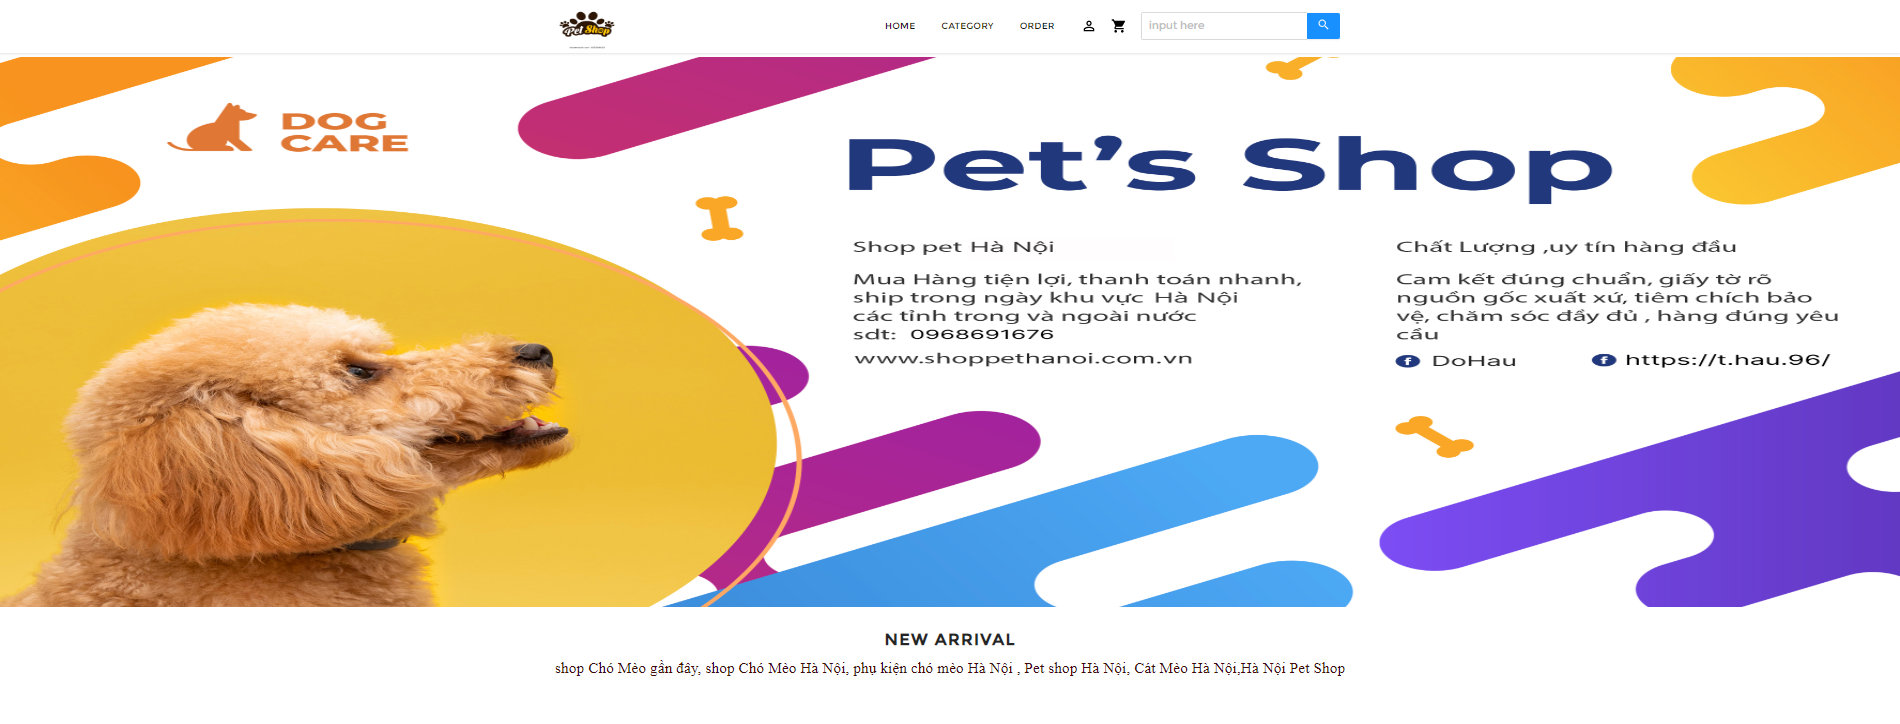 Pet Shop
HOME
CATEGORY
ORDER
input here
DOG
CARE
Pet's Shop
Shop pet Hà Nội
Mua Hàng tiện lợi, thanh toán nhanh,
ship trong ngày khu vực Hà Nội
các tỉnh trong và ngoài nước
sdt: 0968691676
www.shoppethanoi.com.vn
Chất Lượng ,uy tín hàng đầu
Cam kết đúng chuẩn, giấy tờ rõ
nguồn gốc xuất xứ, tiêm chích bảo
vệ, chăm sóc đầy đủ , hàng đúng yêu
cầu
DoHau
https://t.hau.96/
NEW ARRIVAL
shop Chó Mèo gần đây, shop Chó Mèo Hà Nội, phụ kiện chó mèo Hà Nội , Pet shop Hà Nội, Cát Mèo Hà Nội,Hà Nội Pet Shop